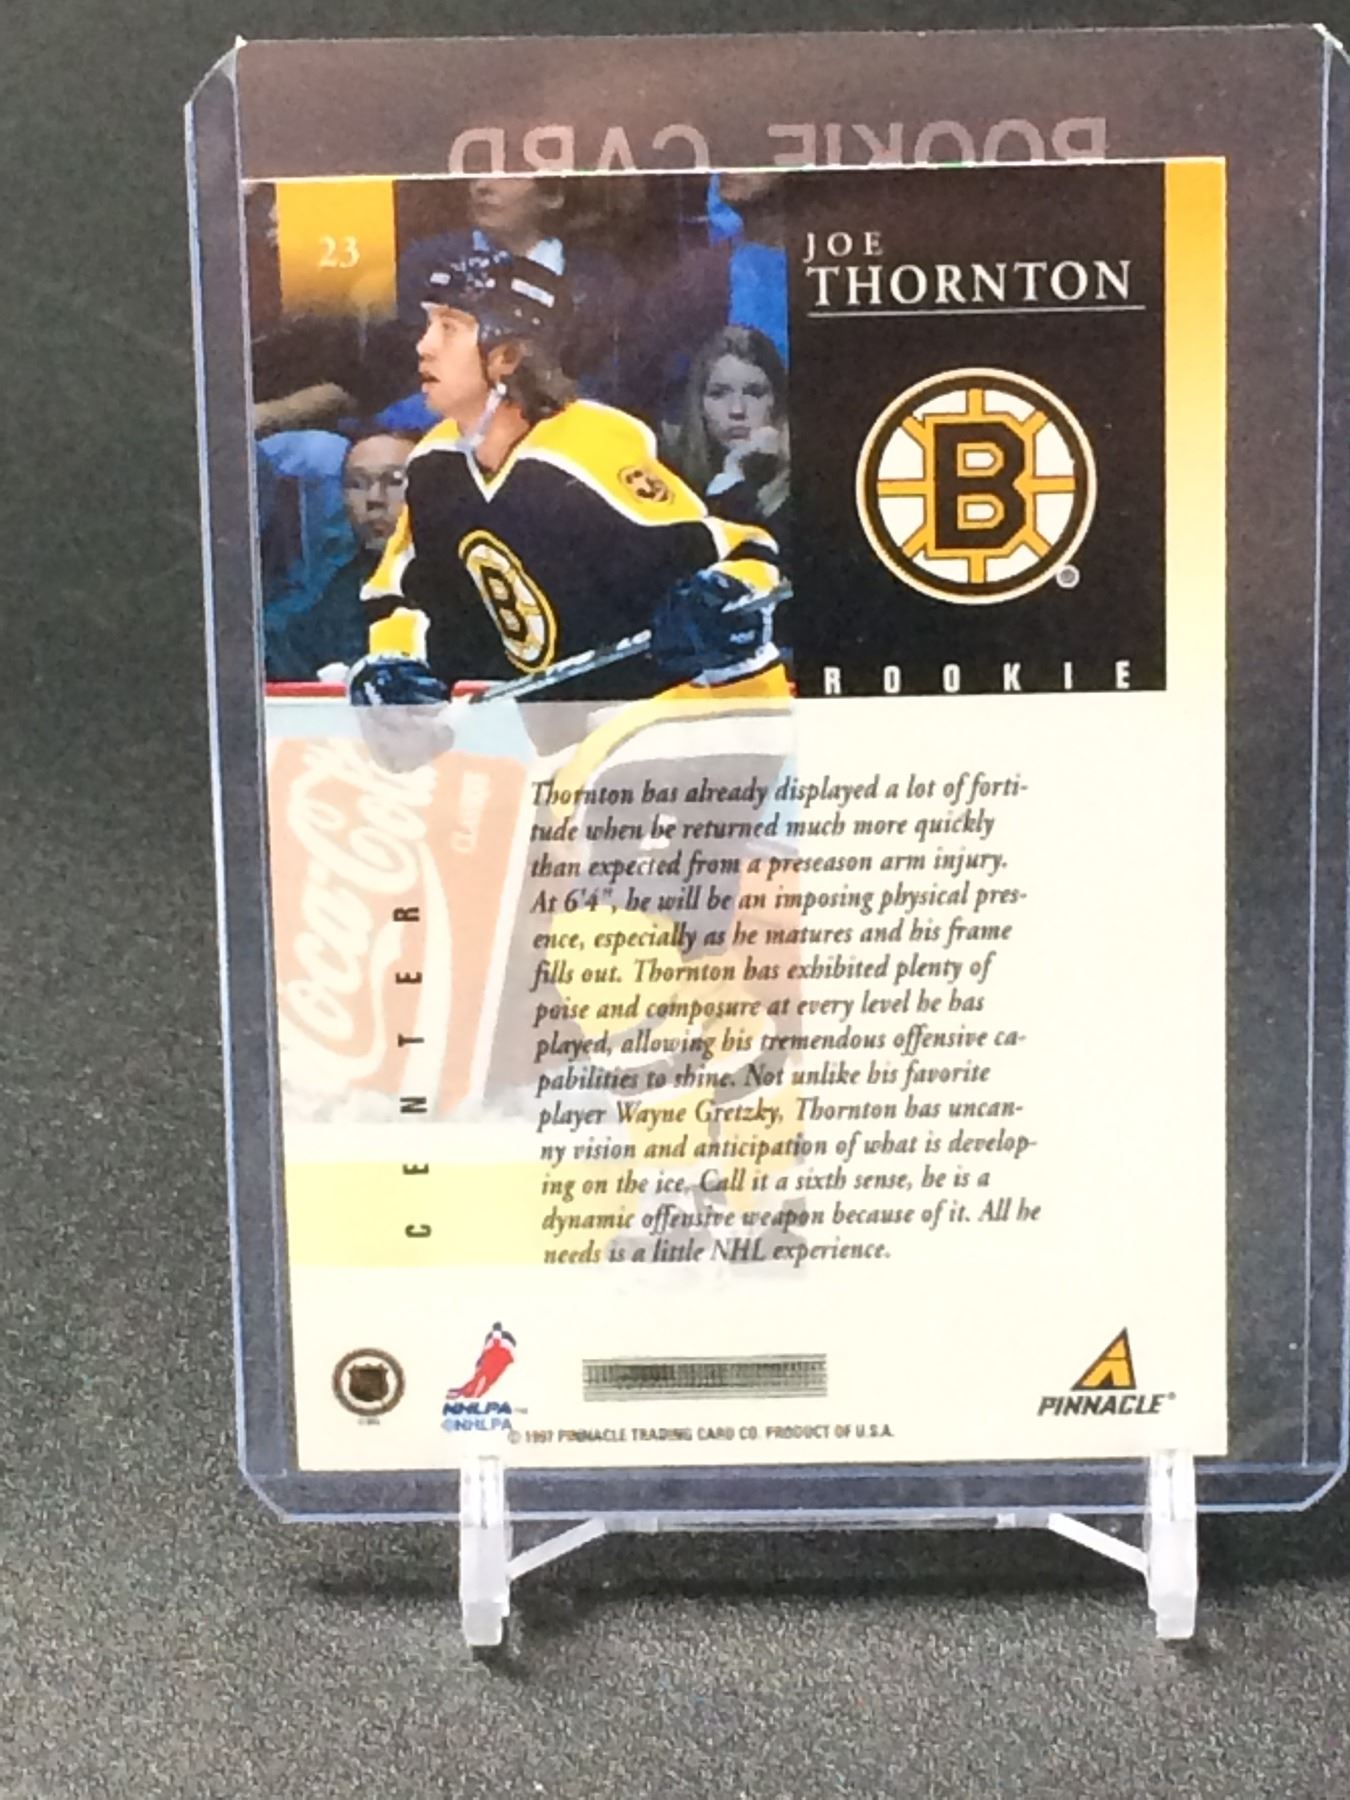 ROOKIE CARD
23
JOE
THORNTON
B
B
ROOKIE
Coca-Cola
CLASSIC
CENTER
Thornton has already displayed a lot of forti-
tude when he returned much more quickly
than expected from a preseason arm injury.
At 6'4", he will be an imposing physical pres-
ence, especially as he matures and his frame
fills out. Thornton has exhibited plenty of
poise and composure at every level he has
played, allowing his tremendous offensive ca-
pabilities to shine. Not unlike his favorite
player Wayne Gretzky, Thornton has uncan-
ny vision and anticipation of what is develop-
ing on the ice. Call it a sixth sense, he is a
dynamic offensive weapon because of it. All he
needs is a little NHL experience.
NHLPA™
©NHLPA
© 1997 PINNACLE TRADING CARD CO. PRODUCT OF U.S.A.
PINNACLE®